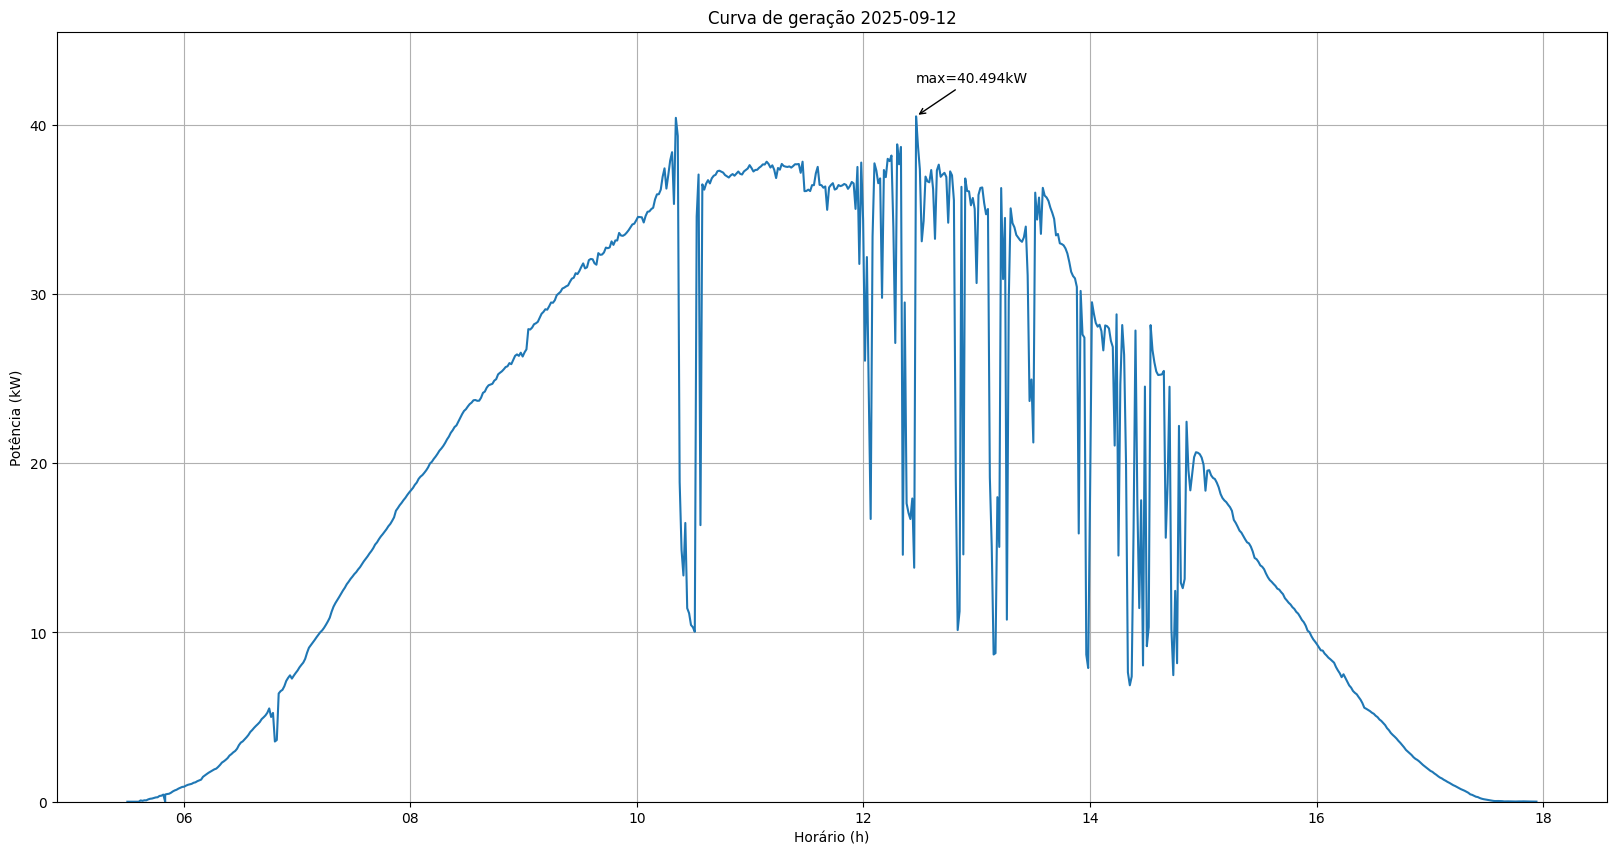 Curva de geração 2025-09-12
max=40.494kW
Potência (kW)
40
30
20
10
0
06 08 10 12 14 16 18
Horário (h)